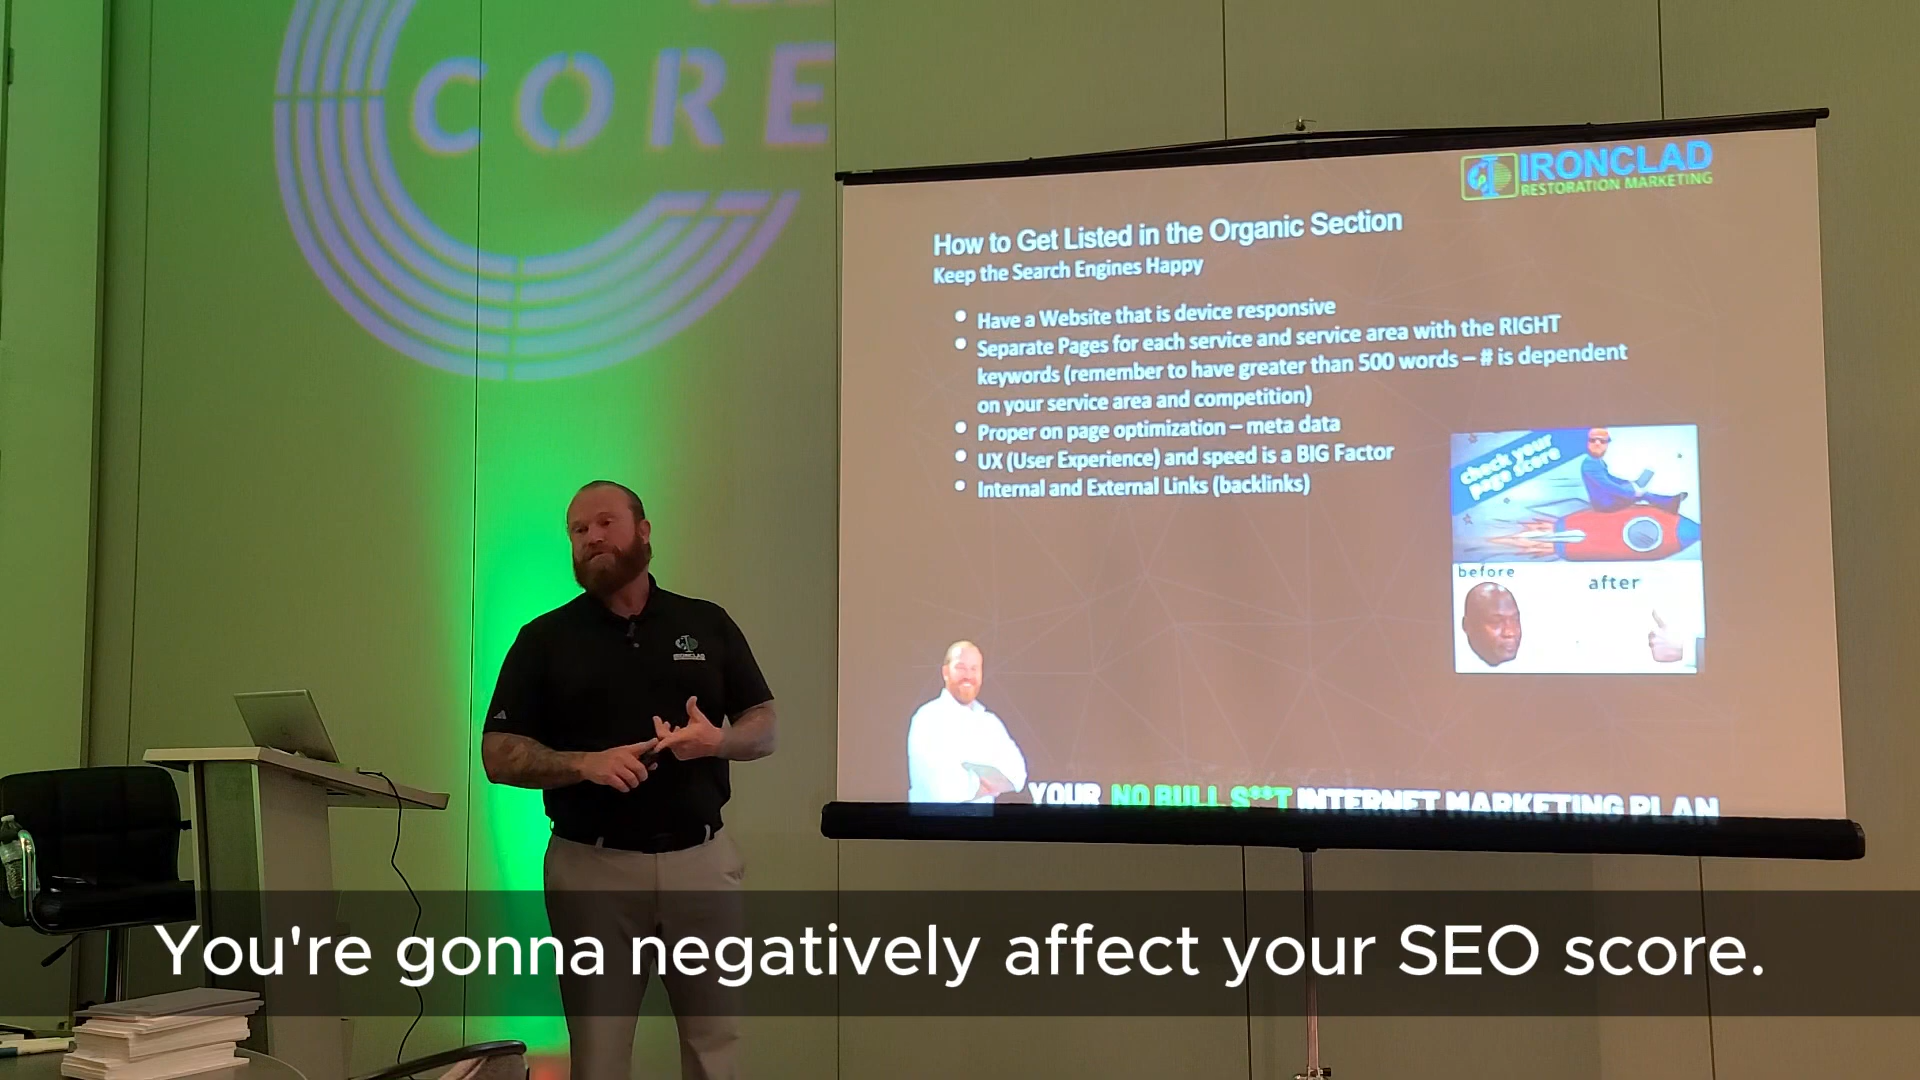 CORE
IRONCLAD
RESTORATION MARKETING
How to Get Listed in the Organic Section
Keep the Search Engines Happy
Have a Website that is device responsive
Separate Pages for each service and service area with the RIGHT
keywords (remember to have greater than 500 words – # is dependent
on your service area and competition)
Proper on page optimization – meta data
UX (User Experience) and speed is a BIG Factor
Internal and External Links (backlinks)
check your
page score
before
after
IRONCLAD
YOUR NO BULL S**T INTERNET MARKETING PLAN
You're gonna negatively affect your SEO score.